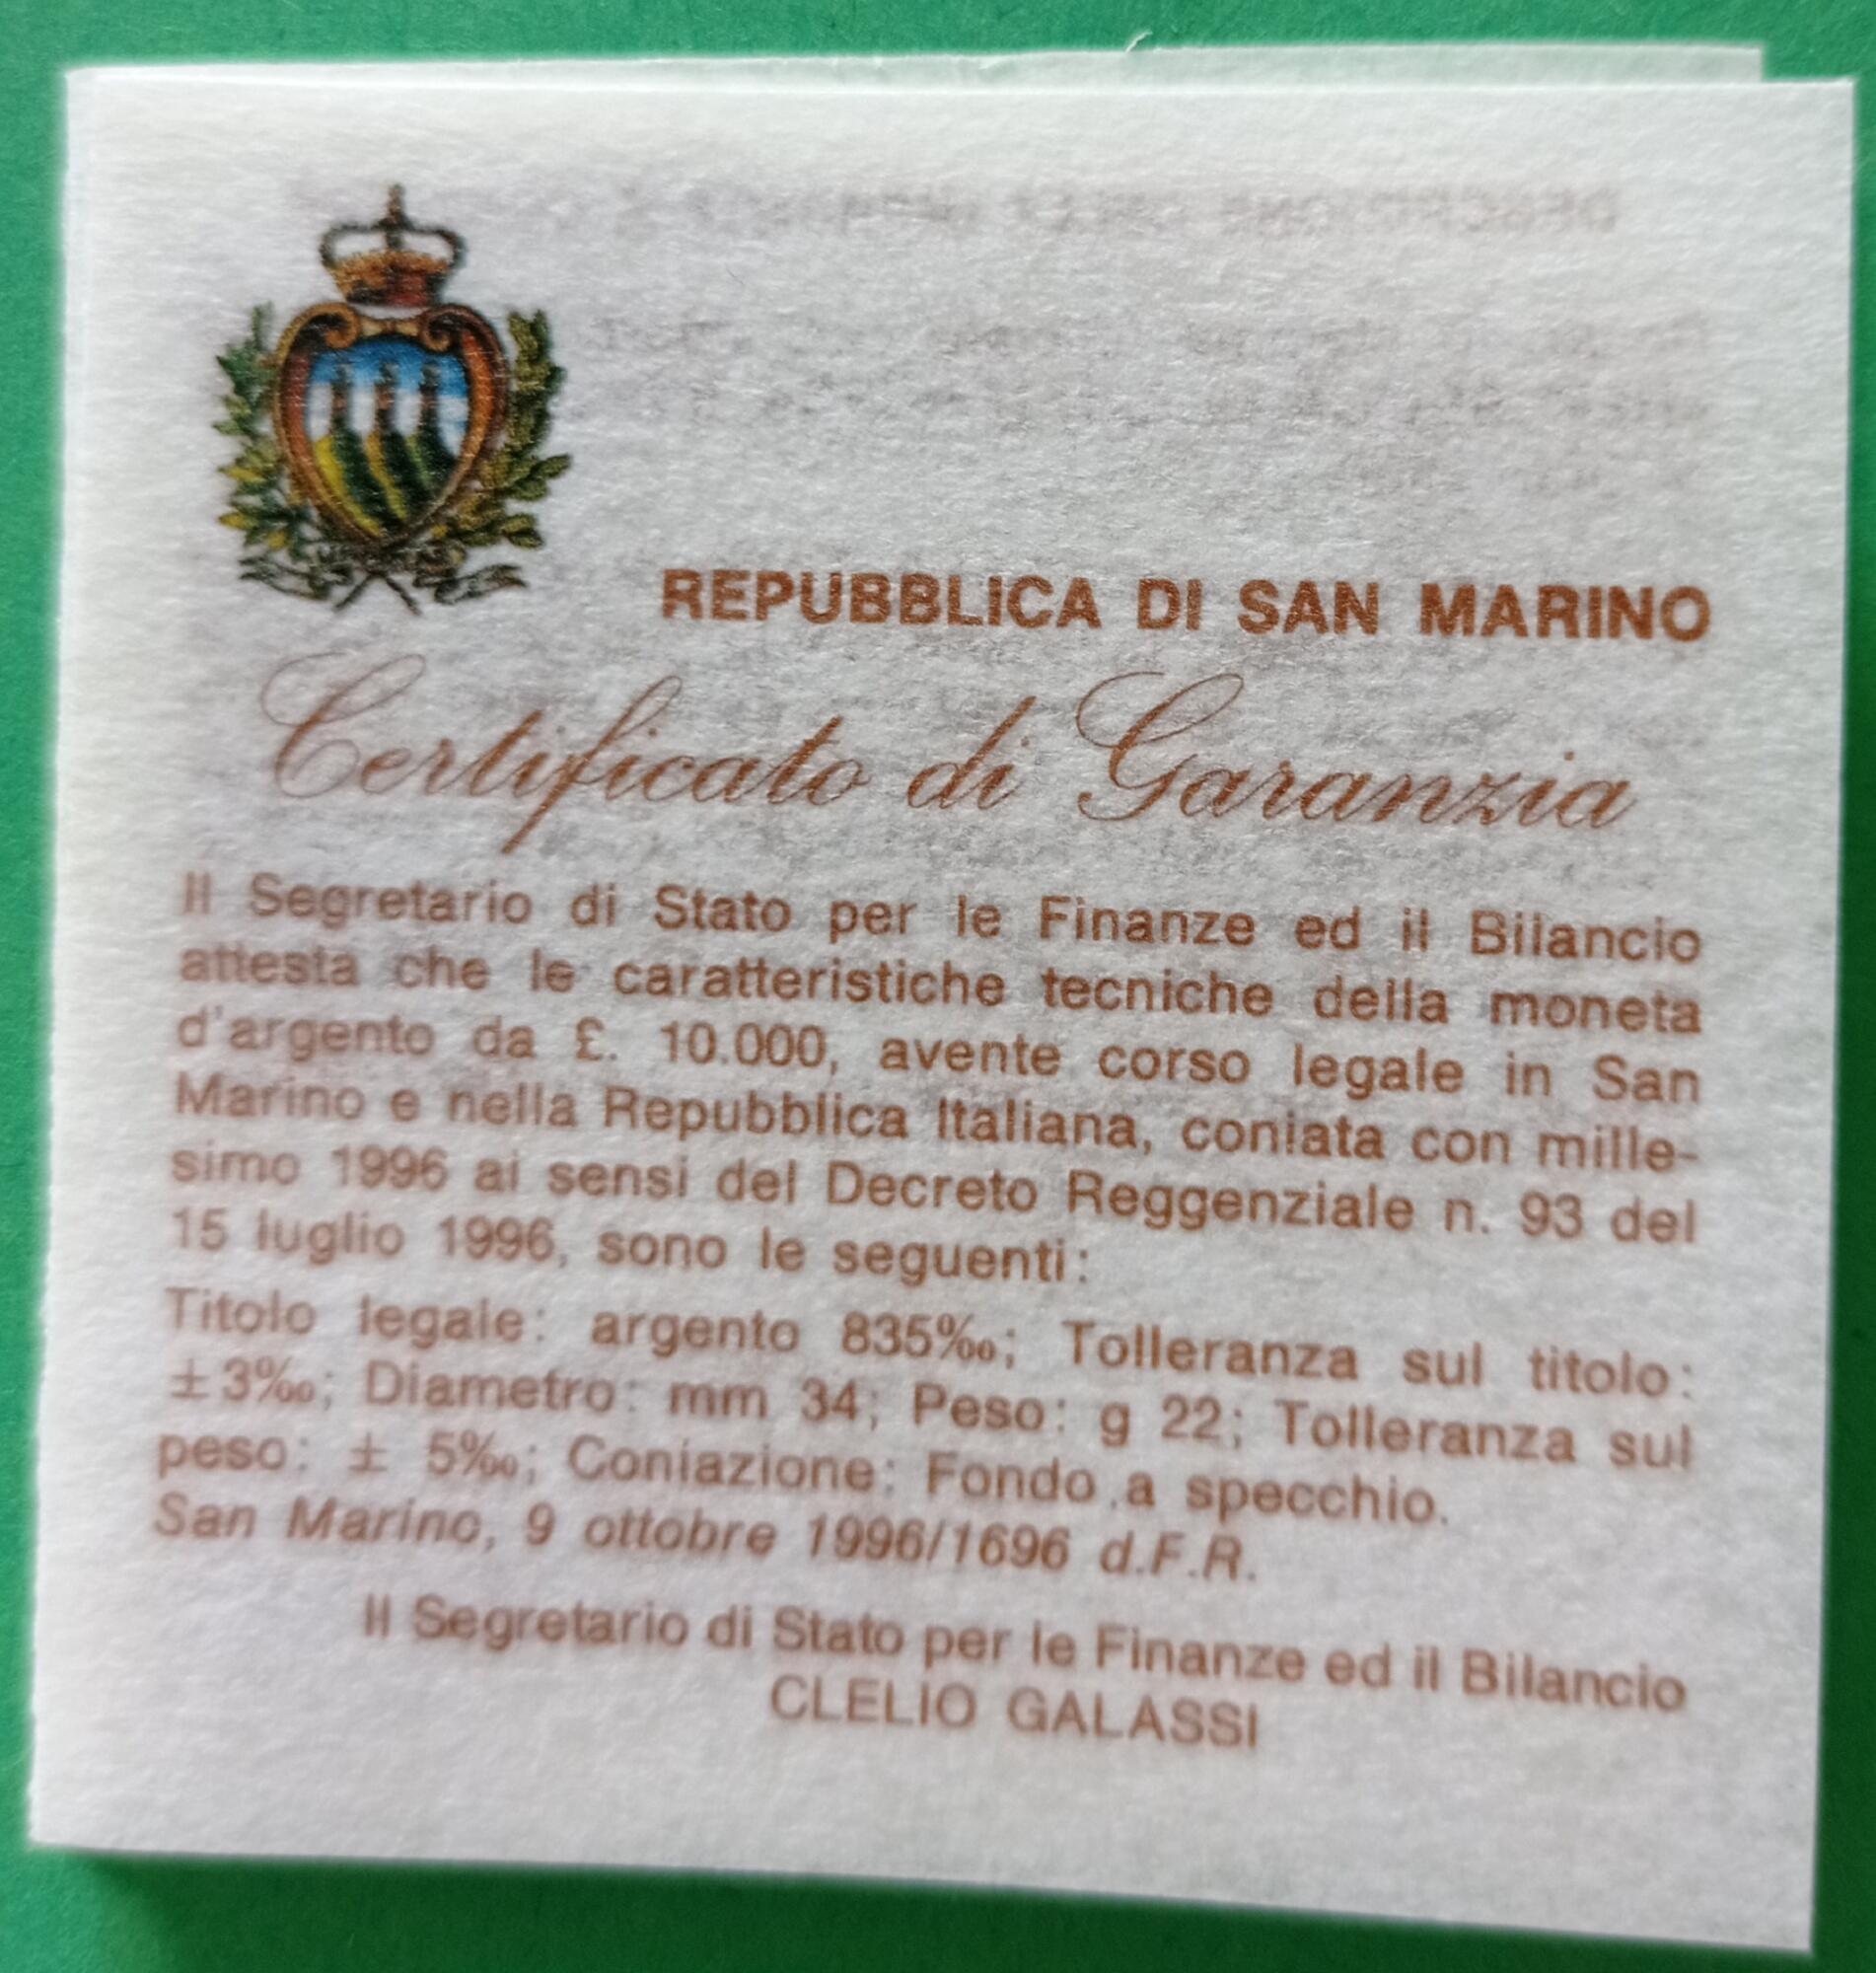 REPUBBLICA DI SAN MARINO
Certificato di Garanzia
Il Segretario di Stato per le Finanze ed il Bilancio
attesta che le caratteristiche tecniche della moneta
d'argento da £. 10.000, avente corso legale in San
Marino e nella Repubblica Italiana, coniata con mille-
simo 1996 ai sensi del Decreto Reggenziale n. 93 del
15 luglio 1996, sono le seguenti:
Titolo legale: argento 835‰; Tolleranza sul titolo:
±3‰; Diametro: mm 34; Peso: g 22; Tolleranza sul
peso: ± 5‰; Coniazione: Fondo a specchio.
San Marino, 9 ottobre 1996/1696 d.F.R.
Il Segretario di Stato per le Finanze ed il Bilancio
CLELIO GALASSI